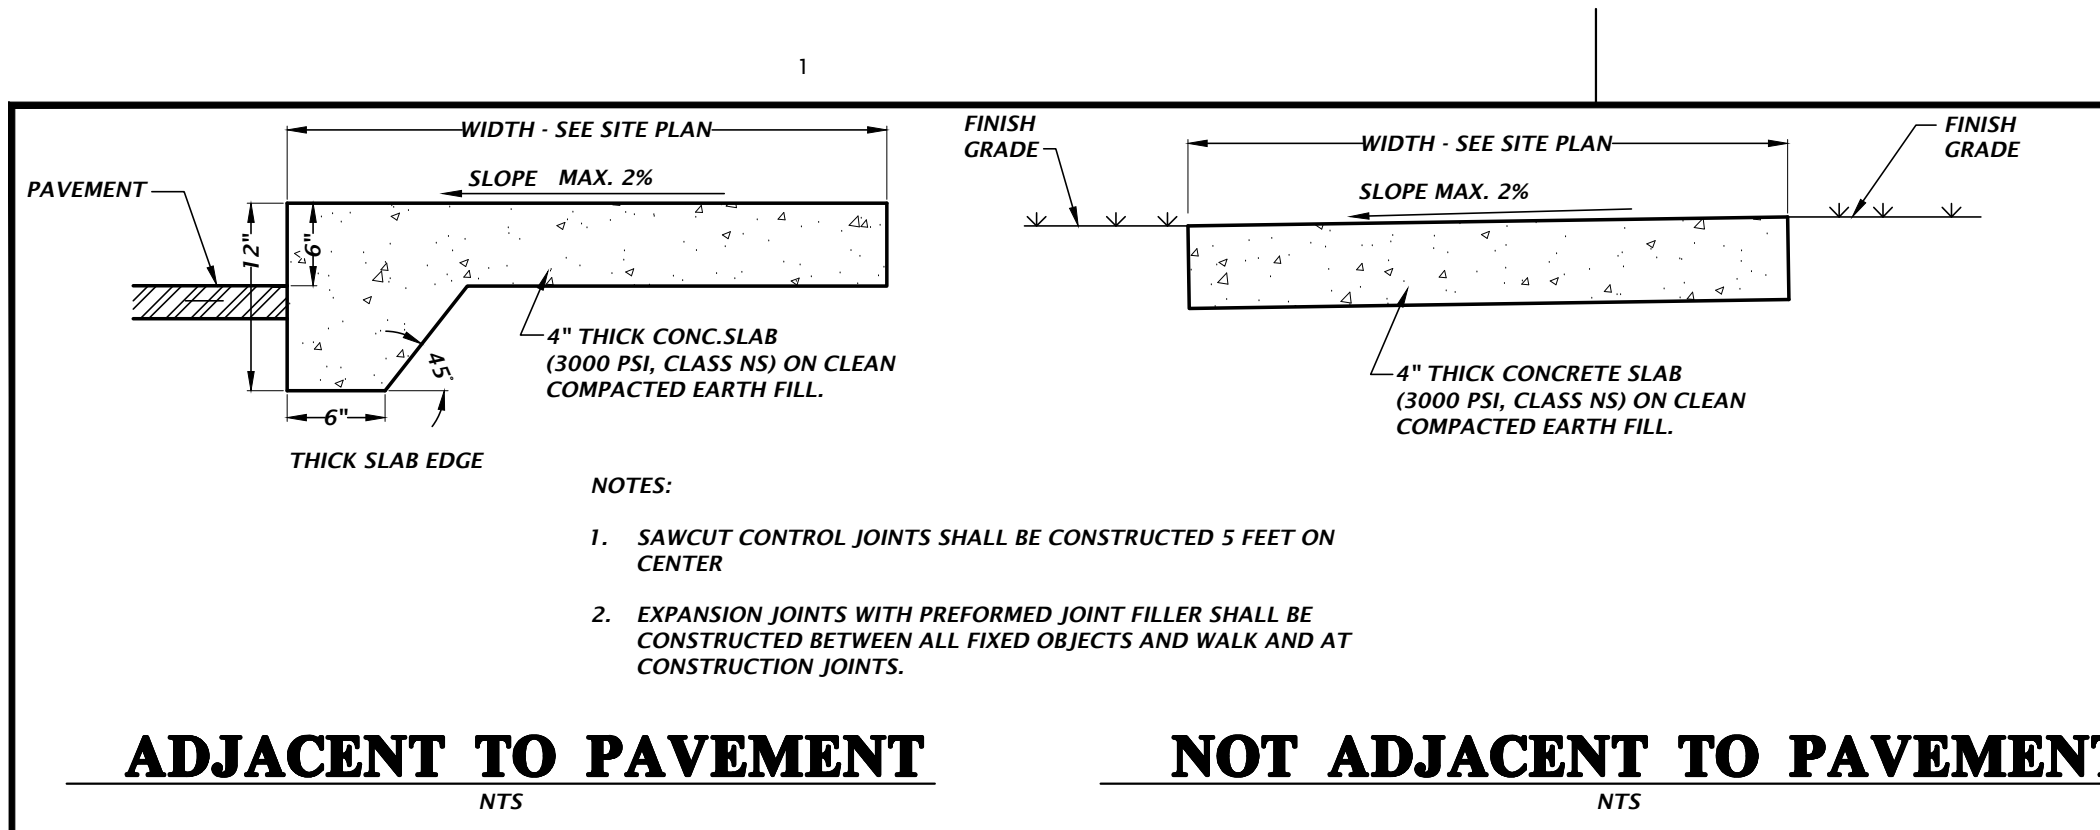 1
WIDTH - SEE SITE PLAN
SLOPE MAX. 2%
PAVEMENT
12"
6"
4" THICK CONC.SLAB
(3000 PSI, CLASS NS) ON CLEAN
COMPACTED EARTH FILL.
45°
6"
THICK SLAB EDGE
FINISH
GRADE
WIDTH - SEE SITE PLAN
FINISH
GRADE
SLOPE MAX. 2%
4" THICK CONCRETE SLAB
(3000 PSI, CLASS NS) ON CLEAN
COMPACTED EARTH FILL.
NOTES:
1. SAWCUT CONTROL JOINTS SHALL BE CONSTRUCTED 5 FEET ON
CENTER
2. EXPANSION JOINTS WITH PREFORMED JOINT FILLER SHALL BE
CONSTRUCTED BETWEEN ALL FIXED OBJECTS AND WALK AND AT
CONSTRUCTION JOINTS.
ADJACENT TO PAVEMENT
NTS
NOT ADJACENT TO PAVEMENT
NTS